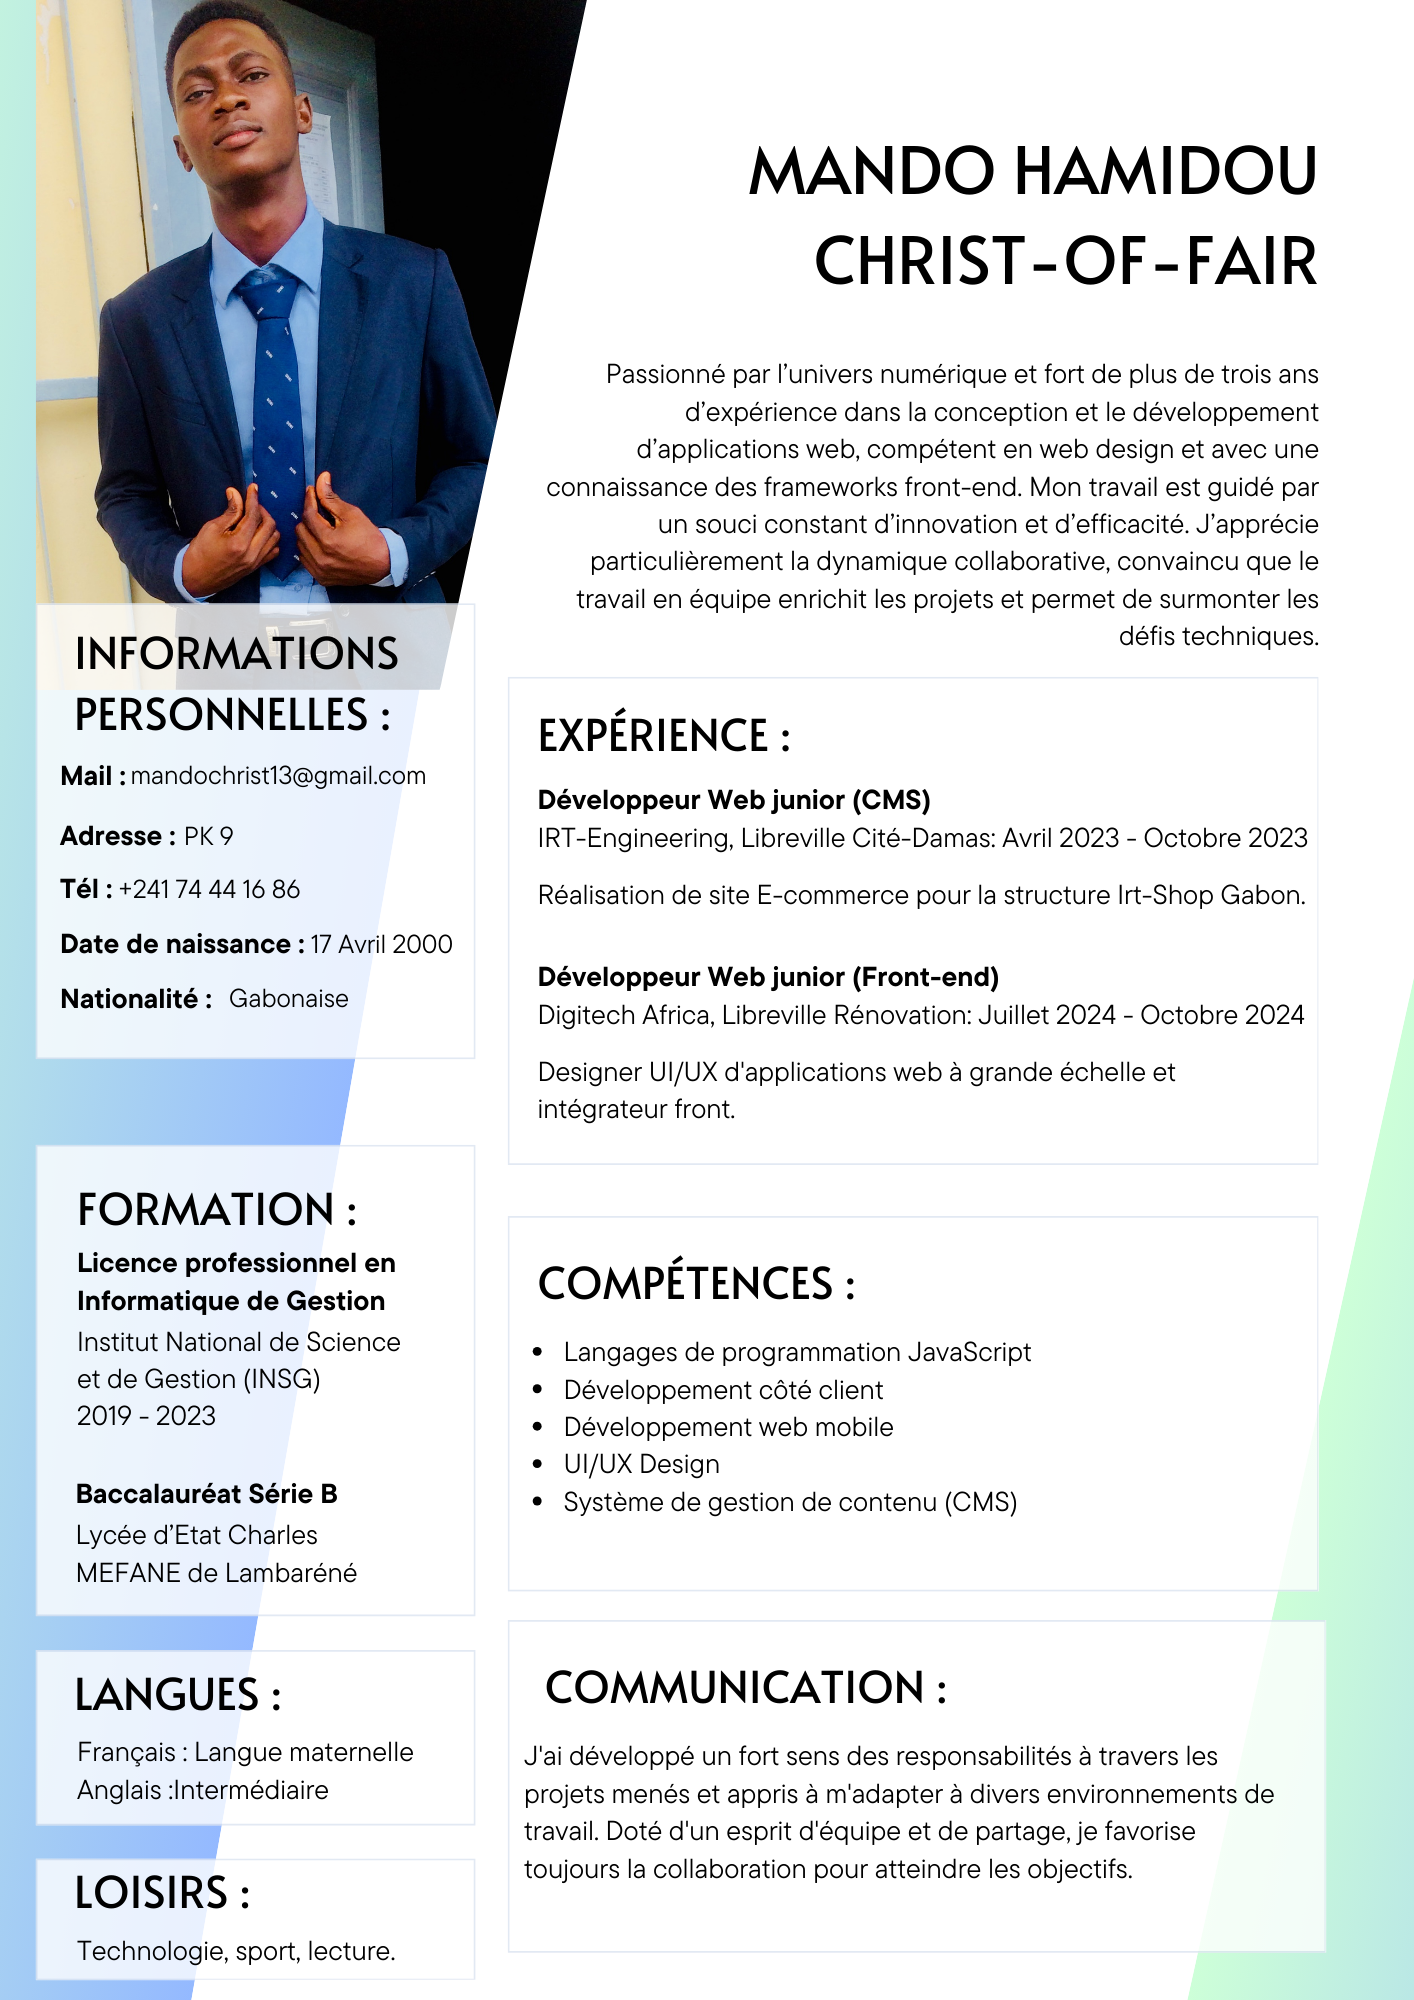 MANDO HAMIDOU
CHRIST-OF-FAIR
Passionné par l’univers numérique et fort de plus de trois ans
d’expérience dans la conception et le développement
d’applications web, compétent en web design et avec une
connaissance des frameworks front-end. Mon travail est guidé par
un souci constant d’innovation et d’efficacité. J’apprécie
particulièrement la dynamique collaborative, convaincu que le
travail en équipe enrichit les projets et permet de surmonter les
défis techniques.
INFORMATIONS
PERSONNELLES :
Mail : mandochrist13@gmail.com
Adresse : PK 9
Tél : +241 74 44 16 86
Date de naissance : 17 Avril 2000
Nationalité : Gabonaise
FORMATION :
Licence professionnel en
Informatique de Gestion
Institut National de Science
et de Gestion (INSG)
2019 - 2023
Baccalauréat Série B
Lycée d’Etat Charles
MEFANE de Lambaréné
LANGUES :
Français : Langue maternelle
Anglais :Intermédiaire
LOISIRS :
Technologie, sport, lecture.
EXPÉRIENCE :
Développeur Web junior (CMS)
IRT-Engineering, Libreville Cité-Damas: Avril 2023 - Octobre 2023
Réalisation de site E-commerce pour la structure Irt-Shop Gabon.
Développeur Web junior (Front-end)
Digitech Africa, Libreville Rénovation: Juillet 2024 - Octobre 2024
Designer UI/UX d'applications web à grande échelle et
intégrateur front.
COMPÉTENCES :
• Langages de programmation JavaScript
• Développement côté client
• Développement web mobile
• UI/UX Design
• Système de gestion de contenu (CMS)
COMMUNICATION :
J'ai développé un fort sens des responsabilités à travers les
projets menés et appris à m'adapter à divers environnements de
travail. Doté d'un esprit d'équipe et de partage, je favorise
toujours la collaboration pour atteindre les objectifs.